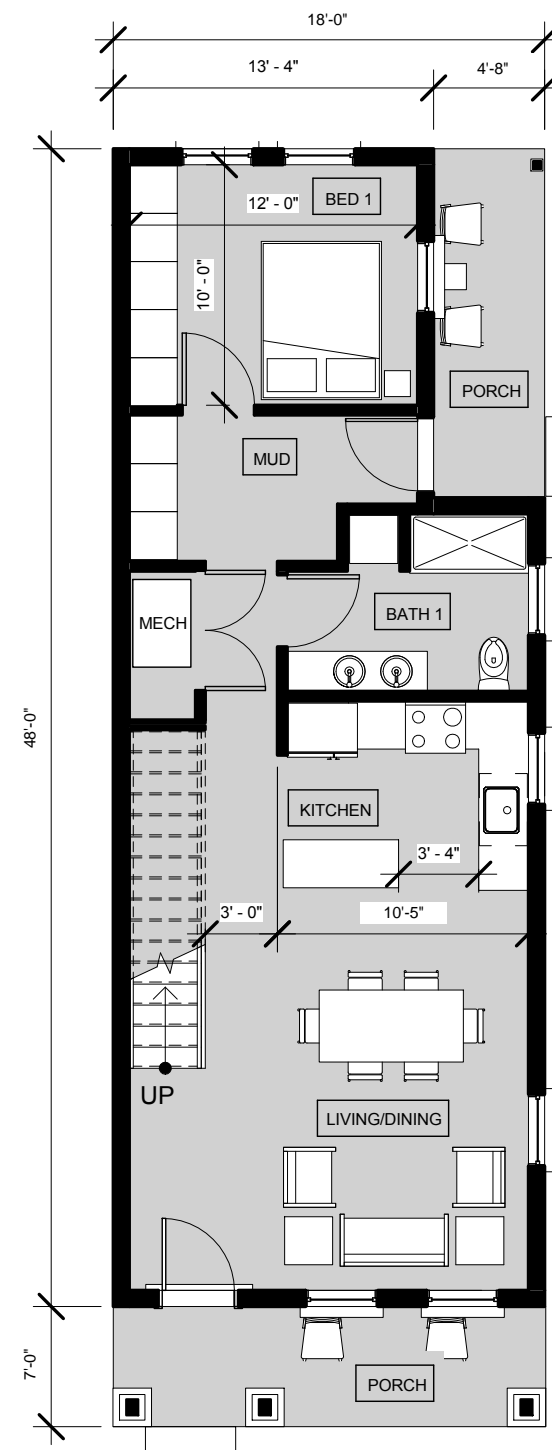 18'-0"
13' - 4"
4'-8"
12' - 0"
BED 1
10' - 0"
PORCH
MUD
MECH
BATH 1
48'-0"
KITCHEN
3' - 4"
3' - 0"
10'-5"
UP
LIVING/DINING
7'-0"
PORCH